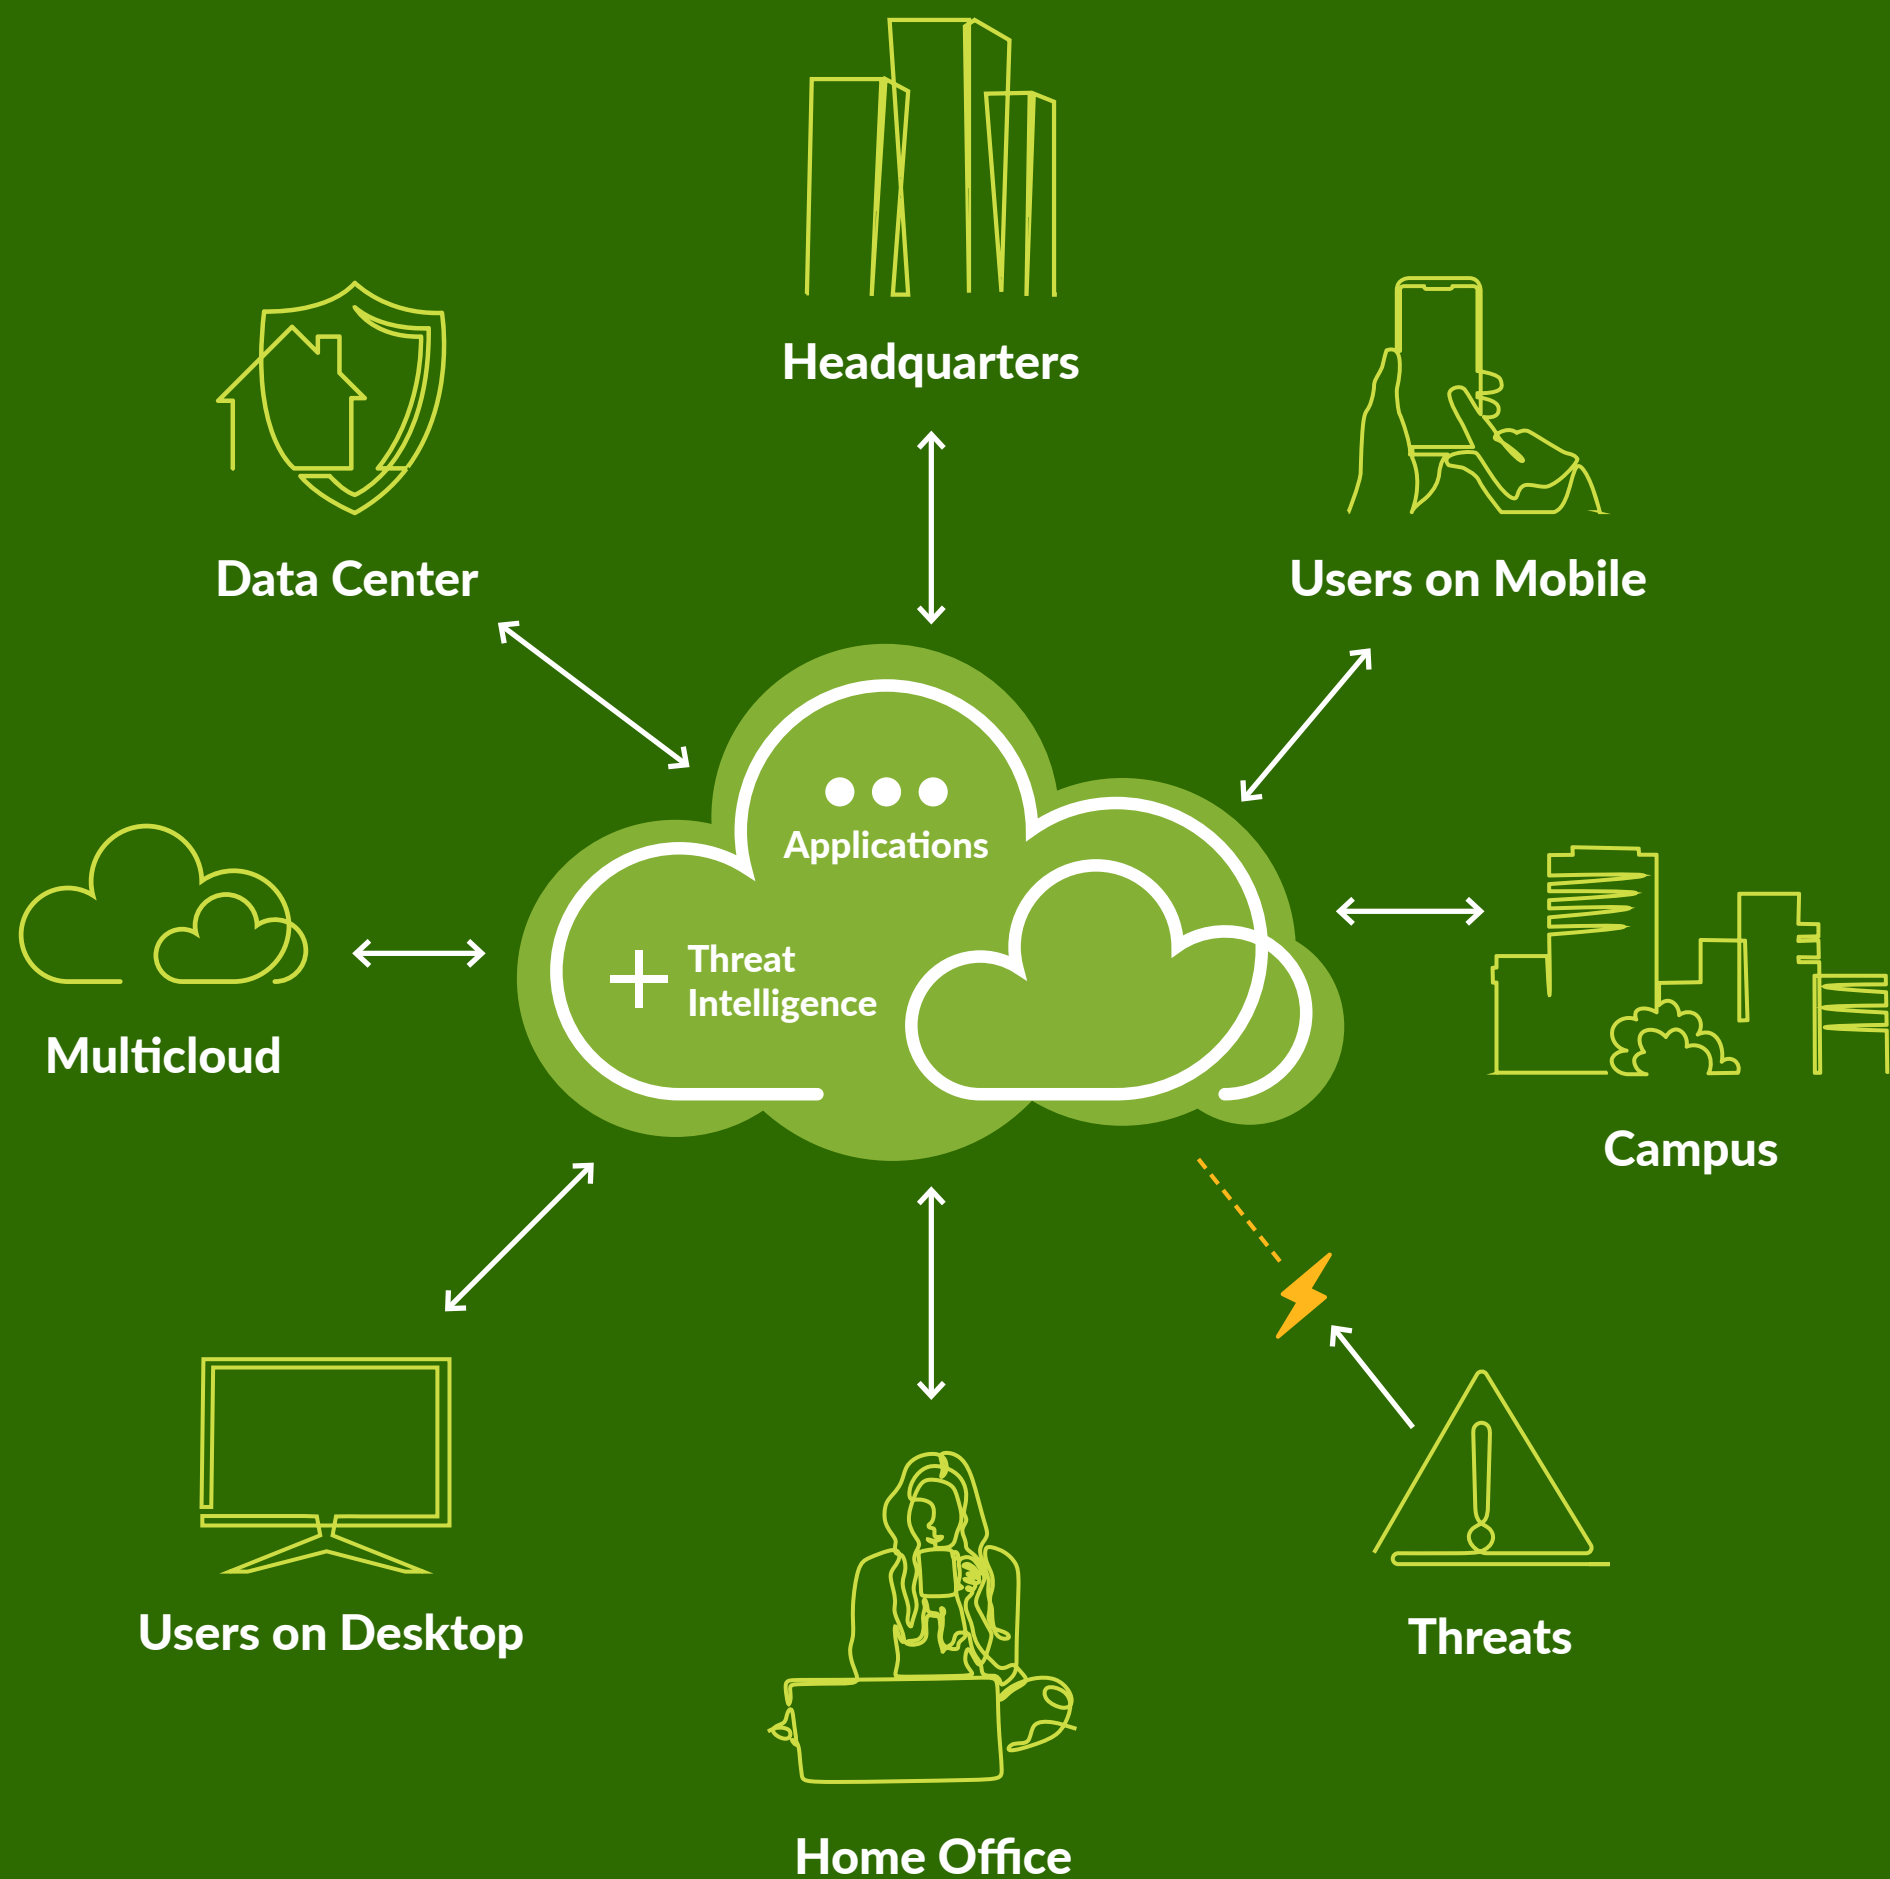 Headquarters
Data Center
Users on Mobile
Applications
Threat
Intelligence
Multicloud
Campus
Users on Desktop
Threats
Home Office